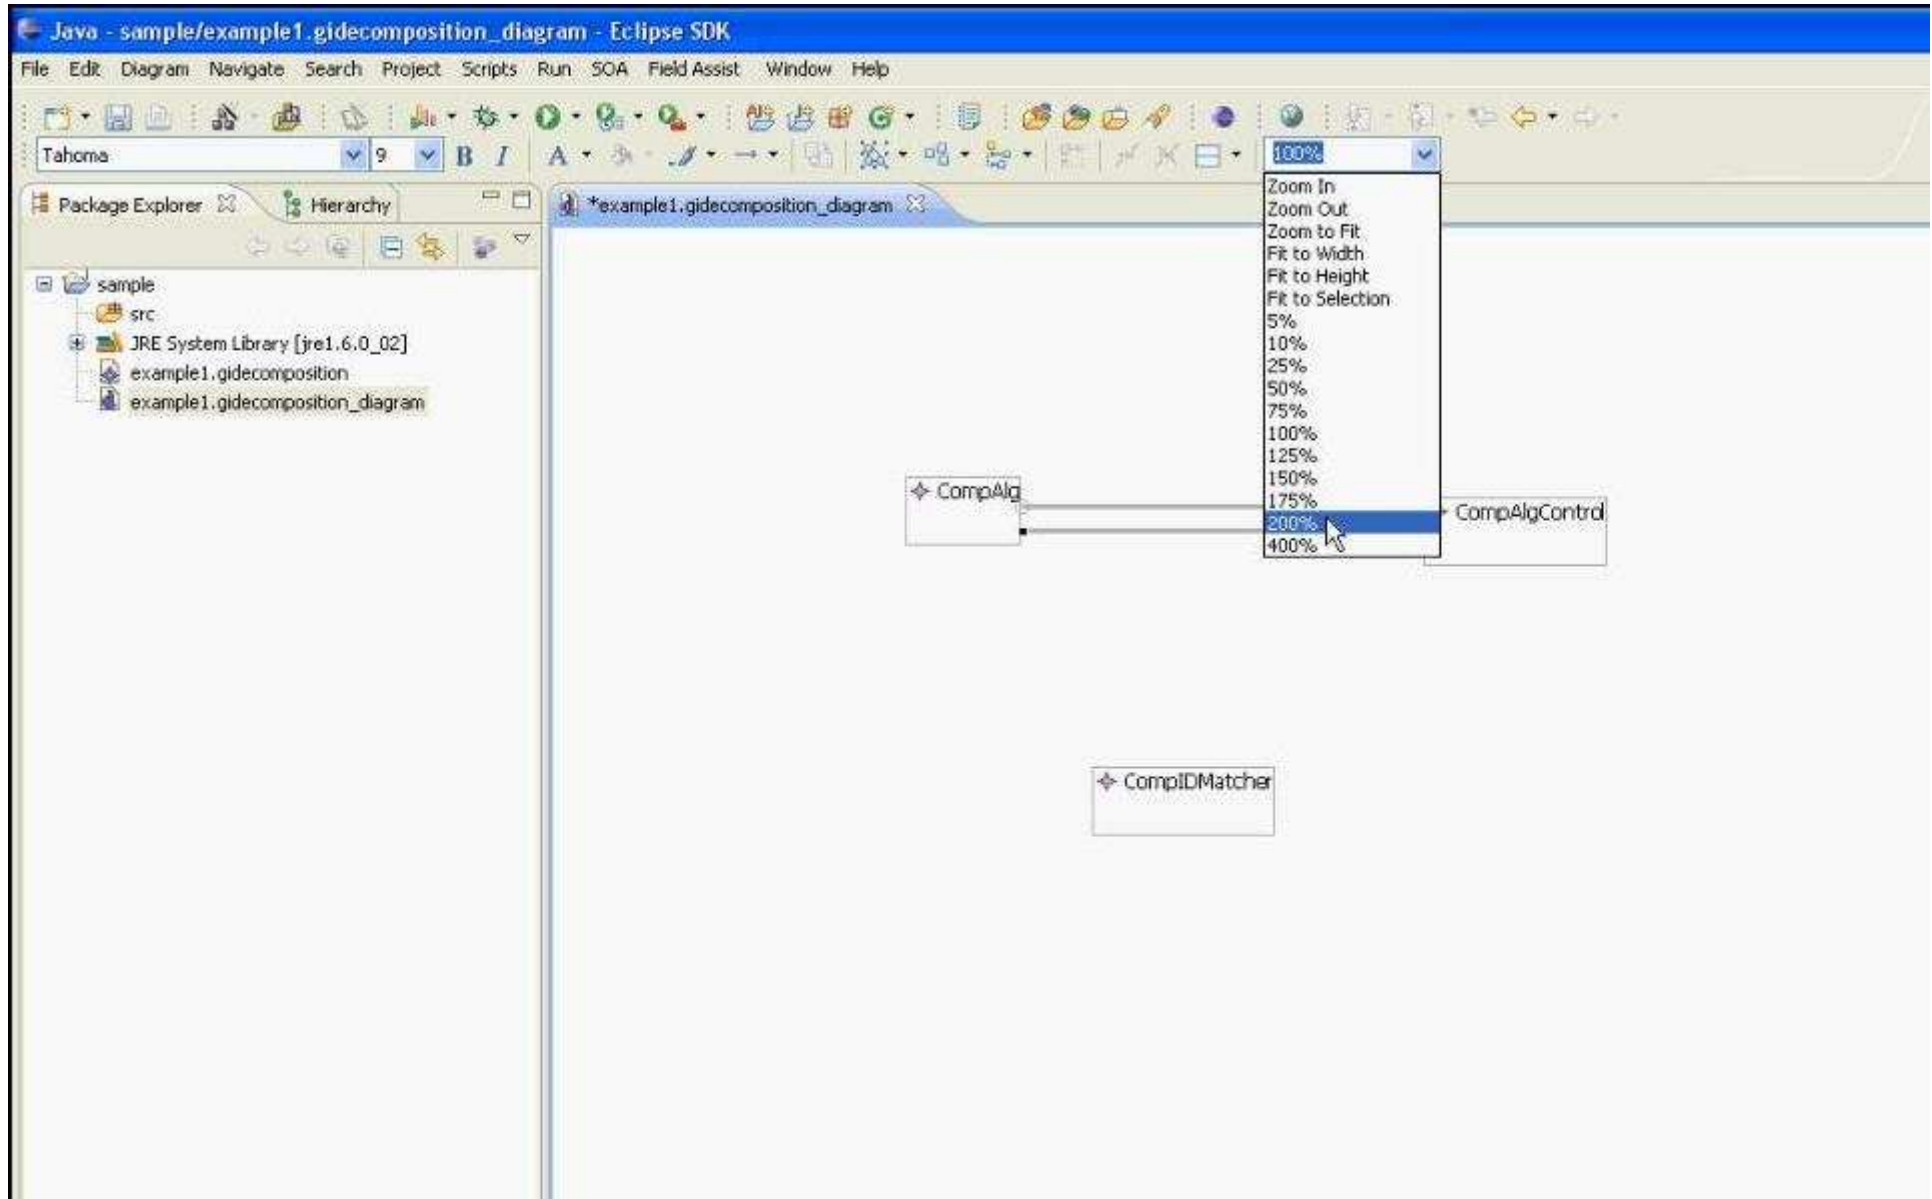 Java - sample/example1.gidecomposition_diagram - Eclipse SDK
File Edit Diagram Navigate Search Project Scripts Run SOA Field Assist Window Help
Tahoma 9 B I A 100%
Package Explorer Hierarchy *example1.gidecomposition_diagram
Zoom In
Zoom Out
Zoom to Fit
Fit to Width
Fit to Height
Fit to Selection
5%
10%
25%
50%
75%
100%
125%
150%
175%
200%
400%
sample
src
JRE System Library [jre1.6.0_02]
example1.gidecomposition
example1.gidecomposition_diagram
CompAlg
CompAlgControl
CompIDMatcher